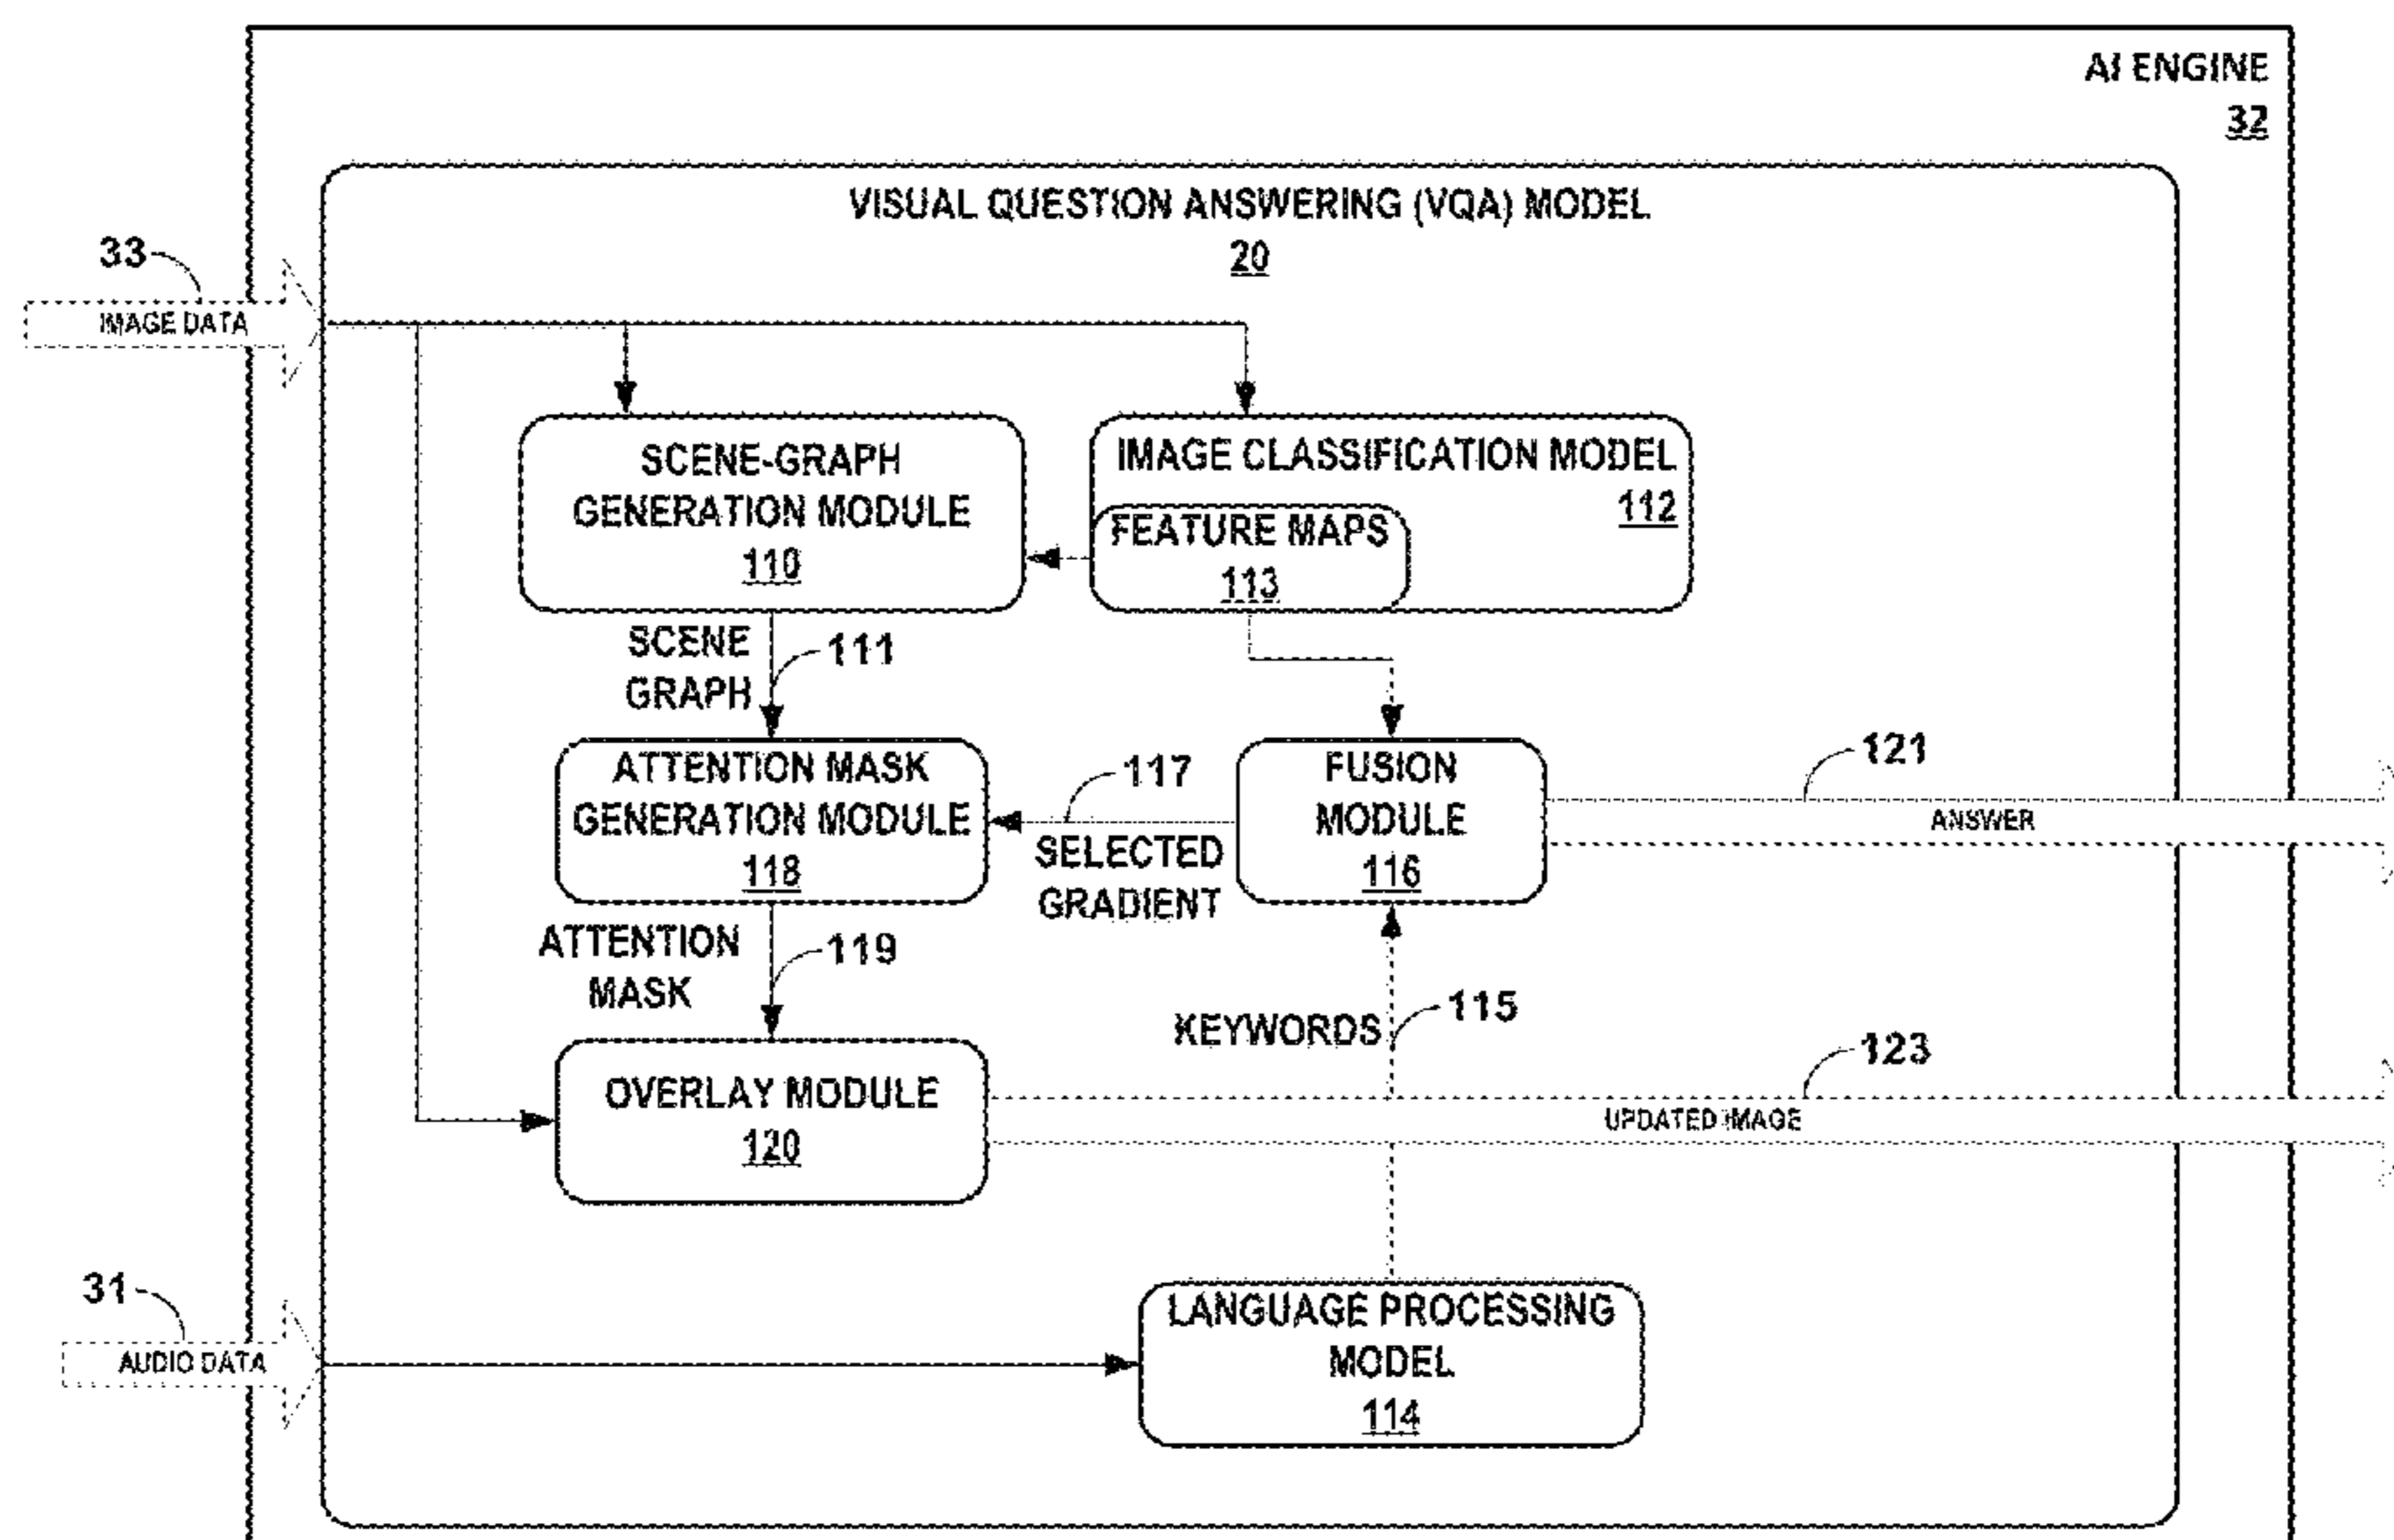 AI ENGINE
32
VISUAL QUESTION ANSWERING (VQA) MODEL
20
33
IMAGE DATA
SCENE-GRAPH
GENERATION MODULE
110
IMAGE CLASSIFICATION MODEL
112
FEATURE MAPS
113
SCENE
GRAPH
111
ATTENTION MASK
GENERATION MODULE
118
117
SELECTED
GRADIENT
FUSION
MODULE
116
121
ANSWER
ATTENTION
MASK
119
KEYWORDS
115
123
OVERLAY MODULE
120
UPDATED IMAGE
31
AUDIO DATA
LANGUAGE PROCESSING
MODEL
114